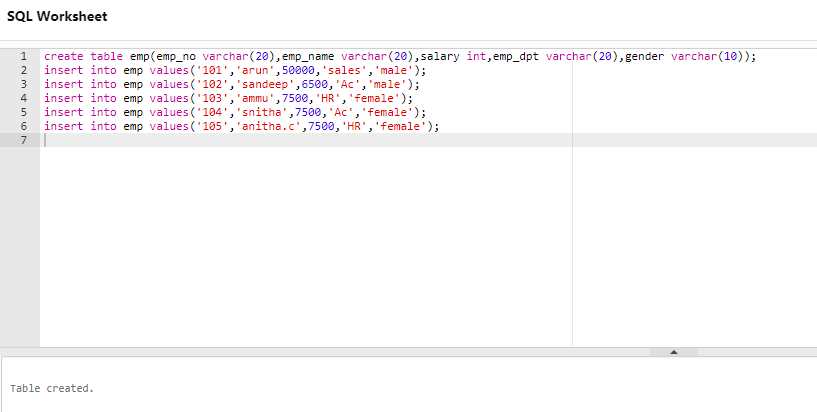 SQL Worksheet
1 create table emp(emp_no varchar(20),emp_name varchar(20),salary int,emp_dpt varchar(20),gender varchar(10));
2 insert into emp values('101','arun',50000,'sales','male');
3 insert into emp values('102','sandeep',6500,'Ac','male');
4 insert into emp values('103','ammu',7500,'HR','female');
5 insert into emp values('104','snitha',7500,'Ac','female');
6 insert into emp values('105','anitha.c',7500,'HR','female');
7
Table created.